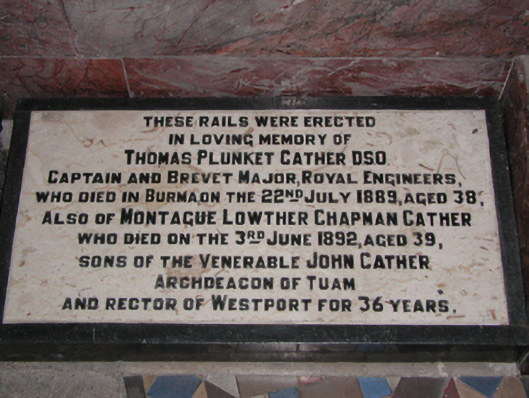 THESE RAILS WERE ERECTED
IN LOVING MEMORY OF
THOMAS PLUNKET CATHER DSO.
CAPTAIN AND BREVET MAJOR, ROYAL ENGINEERS,
WHO DIED IN BURMA, ON THE 22ND JULY 1889, AGED 38,
ALSO OF MONTAGUE LOWTHER CHAPMAN CATHER
WHO DIED ON THE 3RD JUNE 1892, AGED 39,
SONS OF THE VENERABLE JOHN CATHER
ARCHDEACON OF TUAM
AND RECTOR OF WESTPORT FOR 36 YEARS.